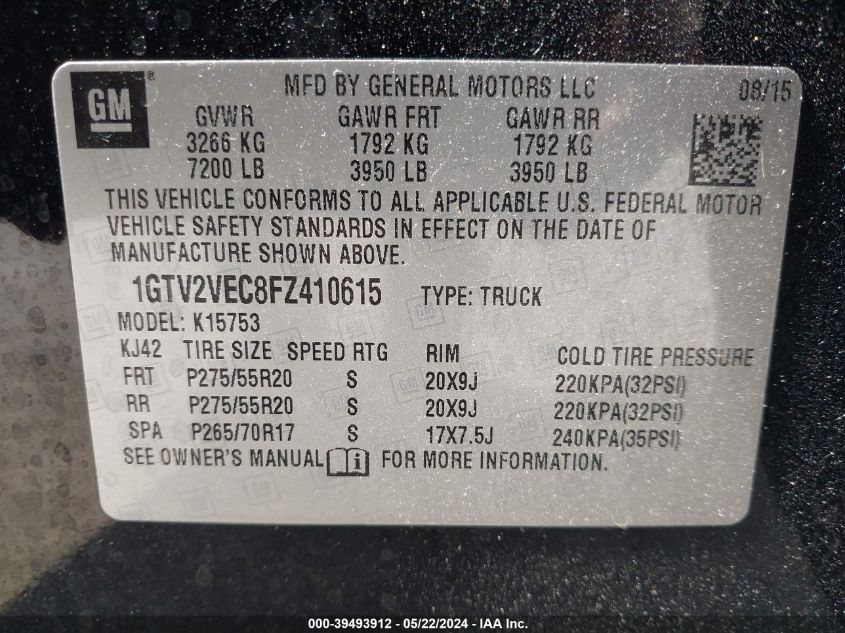 GM ® MFD BY GENERAL MOTORS LLC 08/15
GVWR GAWR FRT GAWR RR
3266 KG 1792 KG 1792 KG
7200 LB 3950 LB 3950 LB
THIS VEHICLE CONFORMS TO ALL APPLICABLE U.S. FEDERAL MOTOR
VEHICLE SAFETY STANDARDS IN EFFECT ON THE DATE OF
MANUFACTURE SHOWN ABOVE.
1GTV2VEC8FZ410615 TYPE: TRUCK
MODEL: K15753
KJ42 TIRE SIZE SPEED RTG RIM COLD TIRE PRESSURE
FRT P275/55R20 S 20X9J 220KPA(32PSI)
RR P275/55R20 S 20X9J 220KPA(32PSI)
SPA P265/70R17 S 17X7.5J 240KPA(35PSI)
SEE OWNER'S MANUAL i FOR MORE INFORMATION.
000-39493912 - 05/22/2024 - IAA Inc.